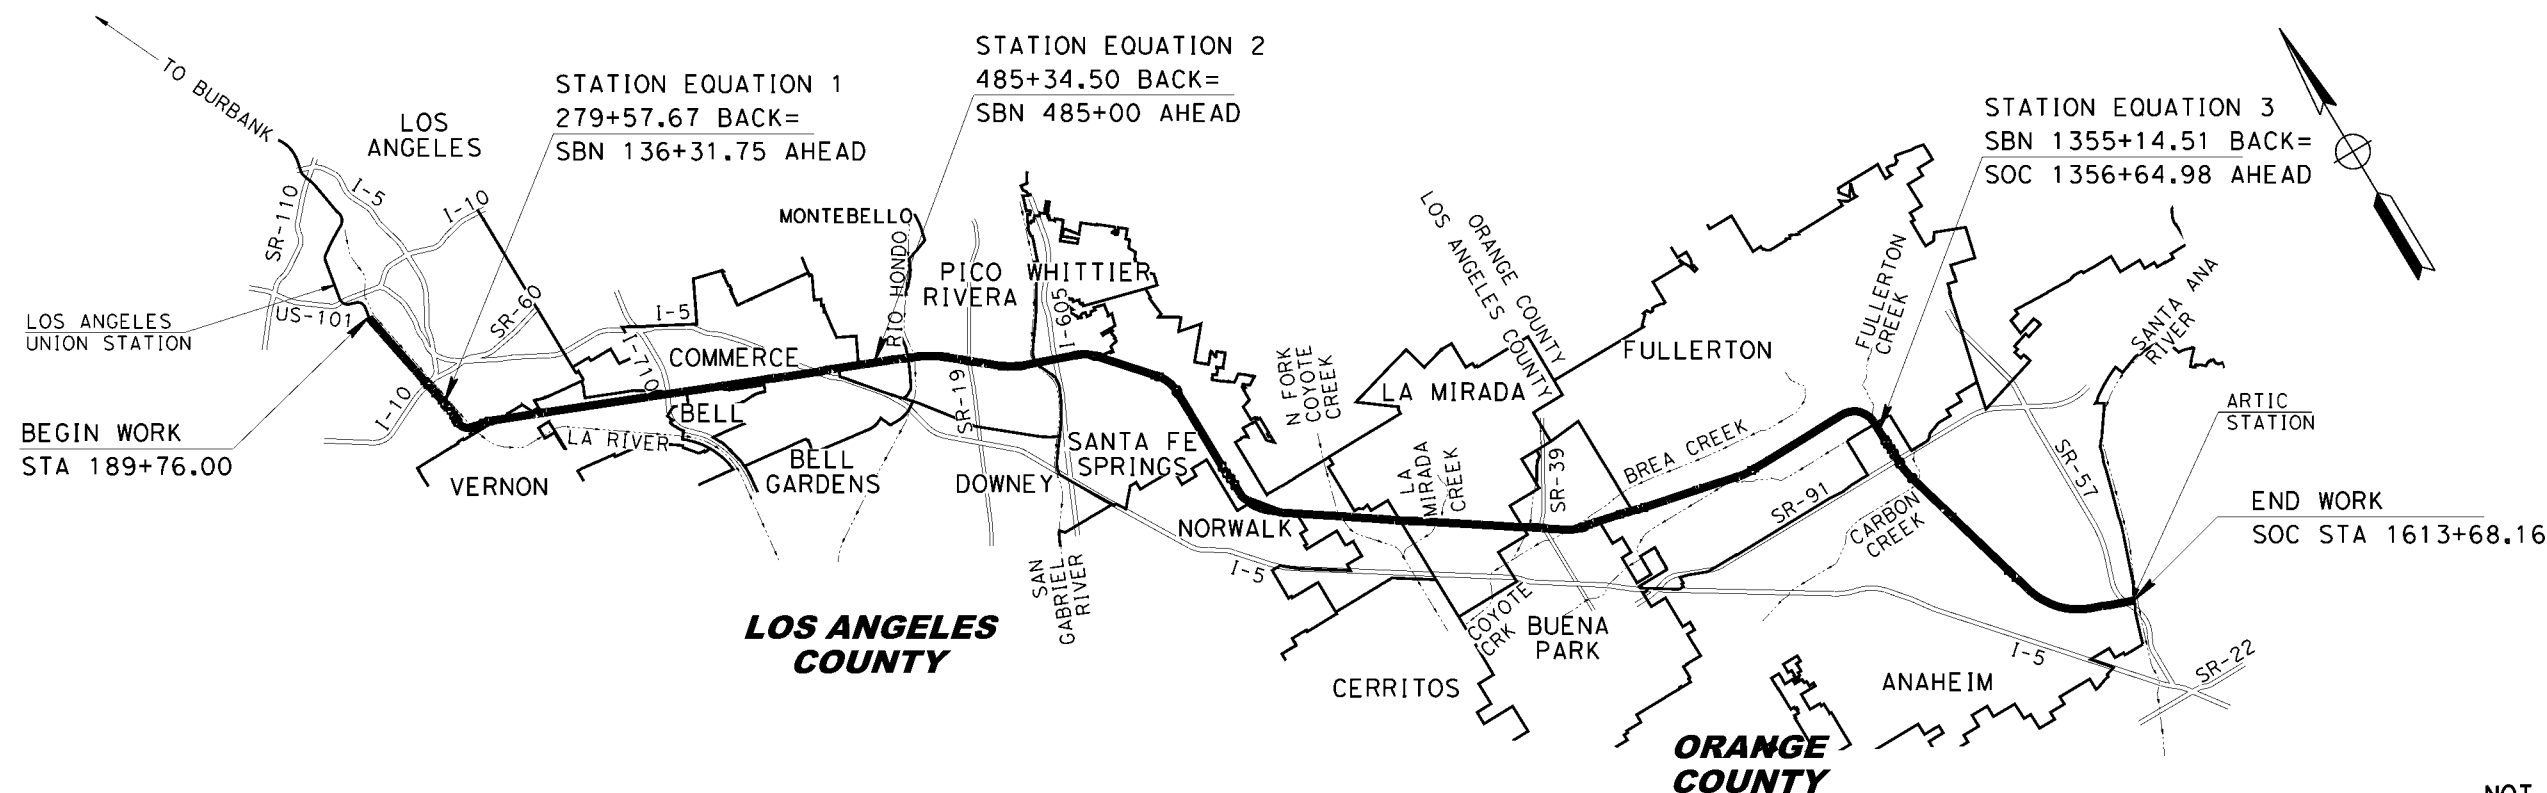 TO BURBANK
LOS
ANGELES
STATION EQUATION 1
279+57.67 BACK=
SBN 136+31.75 AHEAD
STATION EQUATION 2
485+34.50 BACK=
SBN 485+00 AHEAD
STATION EQUATION 3
SBN 1355+14.51 BACK=
SOC 1356+64.98 AHEAD
SR-110
I-5
I-10
US-101
SR-60
LOS ANGELES
UNION STATION
BEGIN WORK
STA 189+76.00
I-10
I-5
I-710
COMMERCE
MONTEBELLO
RIO HONDO
PICO
RIVERA
WHITTIER
I-605
SR-19
BELL
LA RIVER
VERNON
BELL
GARDENS
DOWNEY
SANTA FE
SPRINGS
NORWALK
SAN
GABRIEL
RIVER
I-5
N FORK
COYOTE
CREEK
LA MIRADA
ORANGE COUNTY
LOS ANGELES COUNTY
LA
MIRADA
CREEK
SR-39
FULLERTON
BREA CREEK
FULLERTON
CREEK
SR-91
CARBON
CREEK
SR-57
SANTA ANA
RIVER
ARTIC
STATION
END WORK
SOC STA 1613+68.16
COYOTE
CRK
BUENA
PARK
CERRITOS
ANAHEIM
I-5
SR-22
LOS ANGELES
COUNTY
ORANGE
COUNTY